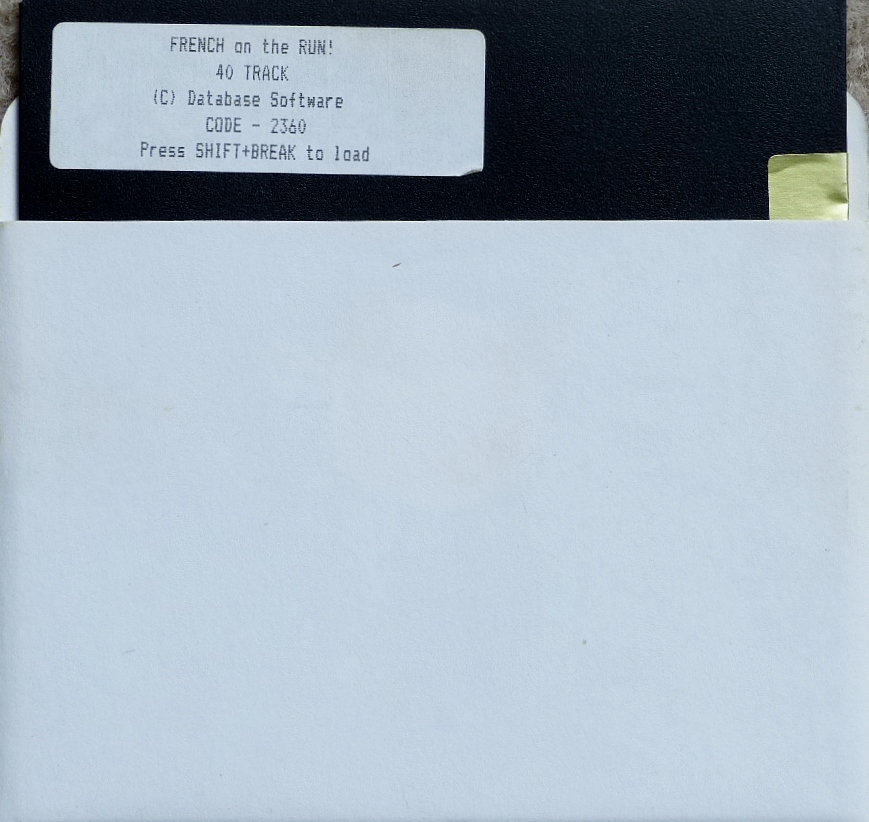 FRENCH on the RUN!
40 TRACK
(C) Database Software
CODE - 2360
Press SHIFT+BREAK to load